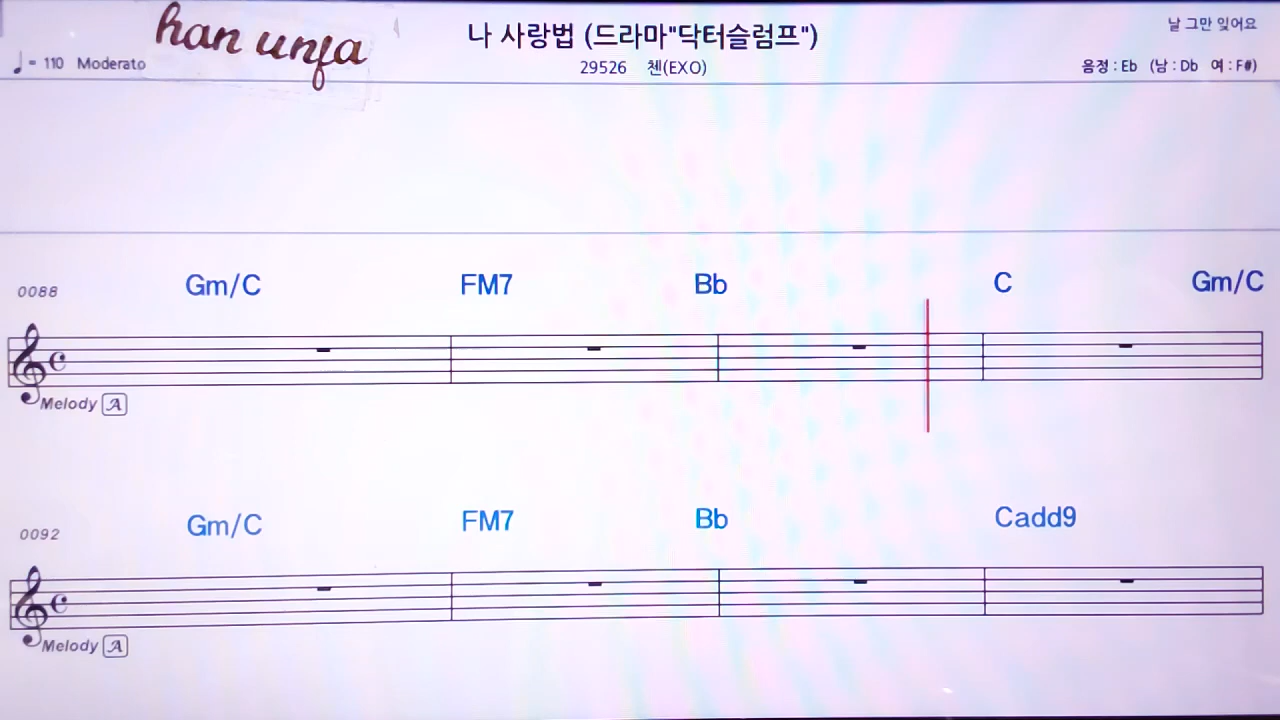 han unfa
나 사랑법 (드라마"닥터슬럼프")
날 그만 잊어요
♩= 110 Moderato
29526 첸(EXO)
음정 : Eb (남 : Db 여 : F#)
0088 Gm/C FM7 Bb C Gm/C
Melody A
0092 Gm/C FM7 Bb Cadd9
Melody A